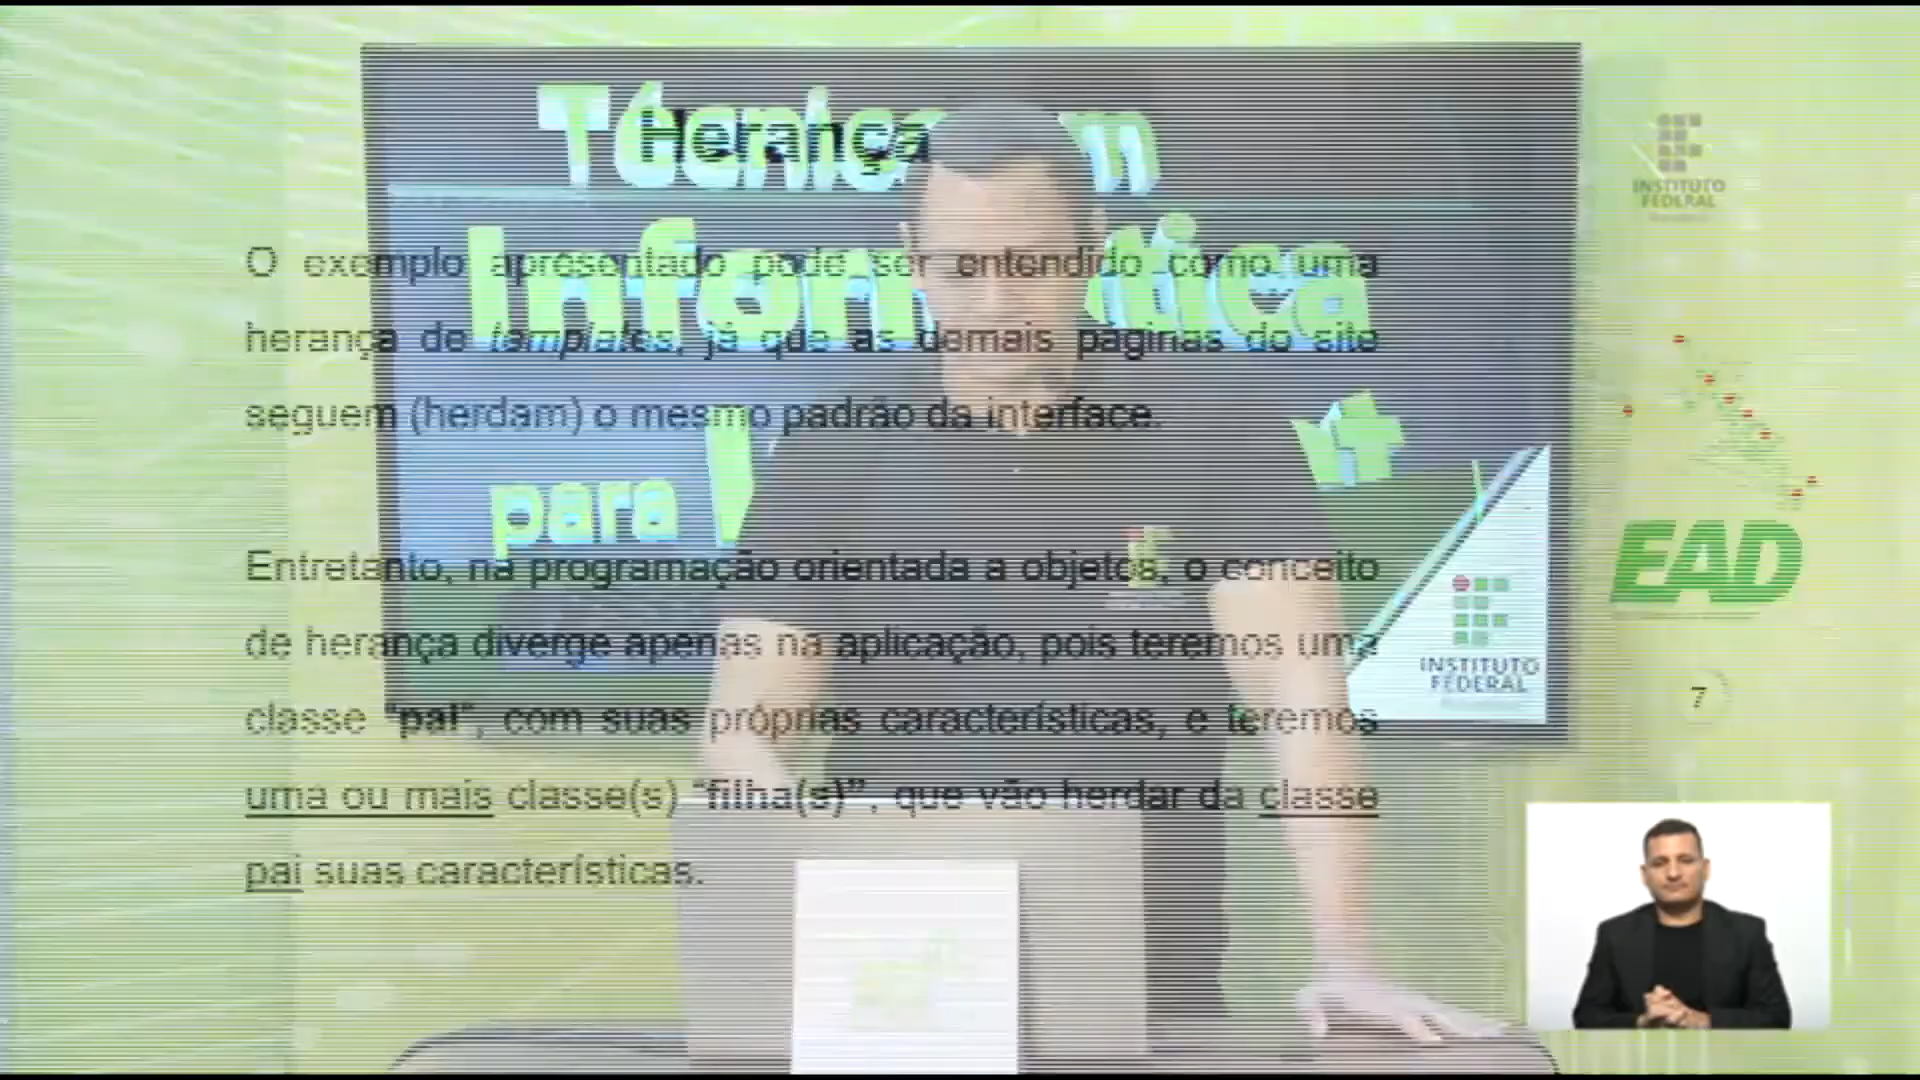 Herança
Técnico em
INSTITUTO
FEDERAL
O exemplo apresentado pode ser entendido como uma
Informática
herança de templates, já que as demais páginas do site
seguem (herdam) o mesmo padrão da interface.
para
Entretanto, na programação orientada a objetos, o conceito
EAD
de herança diverge apenas na aplicação, pois teremos uma
INSTITUTO
FEDERAL
7
classe "pai", com suas próprias características, e teremos
uma ou mais classe(s) "filha(s)", que vão herdar da classe
pai suas características.